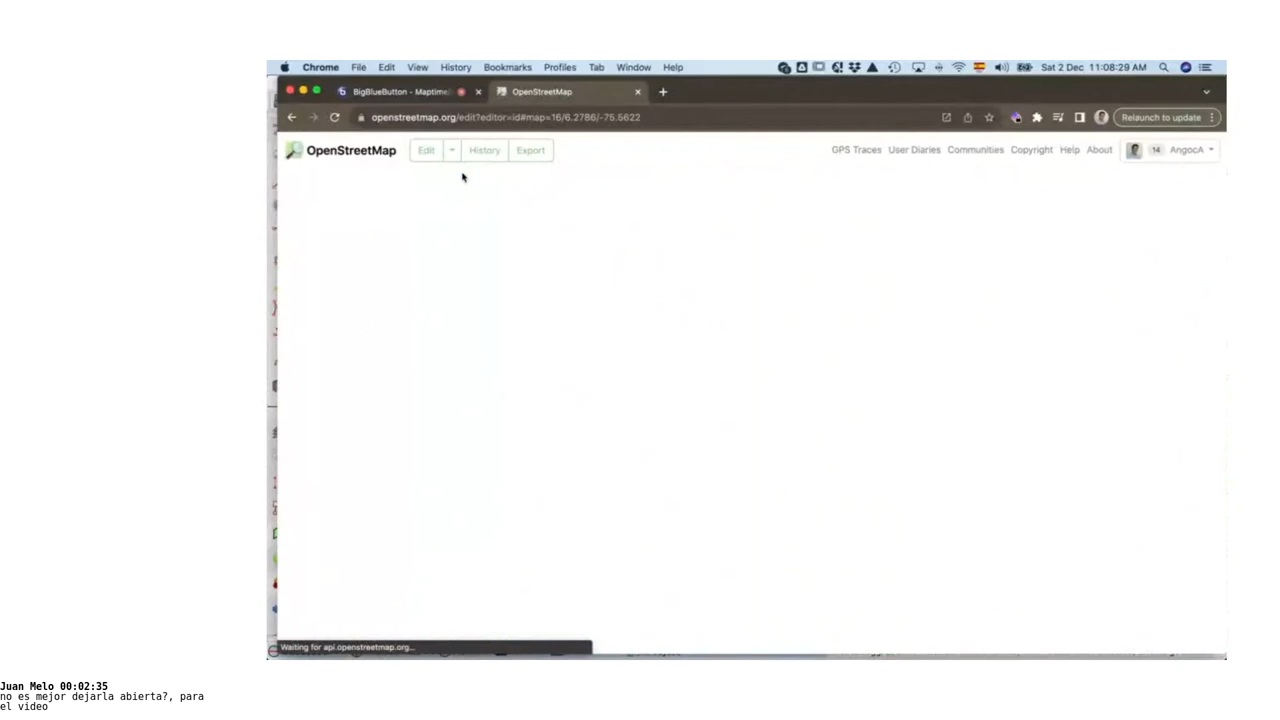 Chrome File Edit View History Bookmarks Profiles Tab Window Help Sat 2 Dec 11:08:29 AM
BigBlueButton - Maptime OpenStreetMap
openstreetmap.org/edit?editor=id#map=16/6.2786/-75.5622 Relaunch to update
OpenStreetMap Edit History Export GPS Traces User Diaries Communities Copyright Help About 14 AngocA
Waiting for api.openstreetmap.org...
Juan Melo 00:02:35
no es mejor dejarla abierta?, para
el video